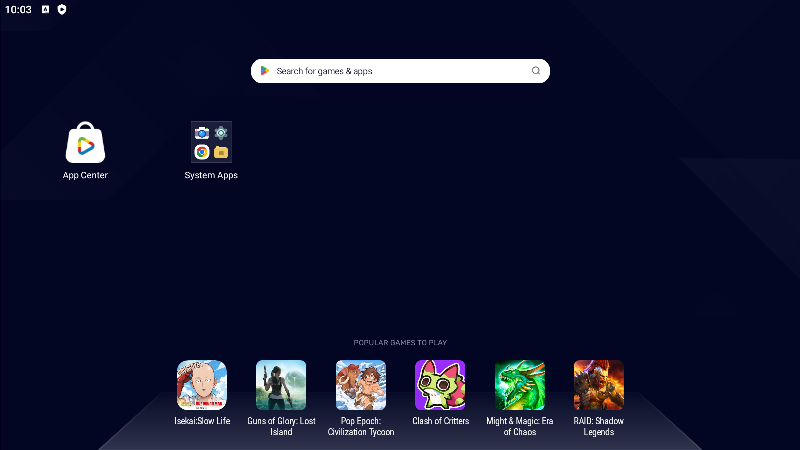 10:03
Search for games & apps
App Center
System Apps
POPULAR GAMES TO PLAY
Isekai:Slow Life
Guns of Glory: Lost
Island
Pop Epoch:
Civilization Tycoon
Clash of Critters
Might & Magic: Era
of Chaos
RAID: Shadow
Legends